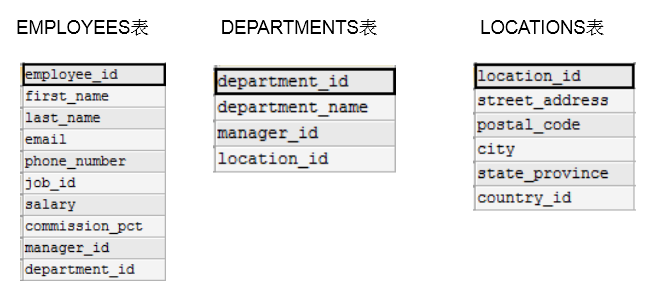 EMPLOYEES表
employee_id
first_name
last_name
email
phone_number
job_id
salary
commission_pct
manager_id
department_id
DEPARTMENTS表
department_id
department_name
manager_id
location_id
LOCATIONS表
location_id
street_address
postal_code
city
state_province
country_id